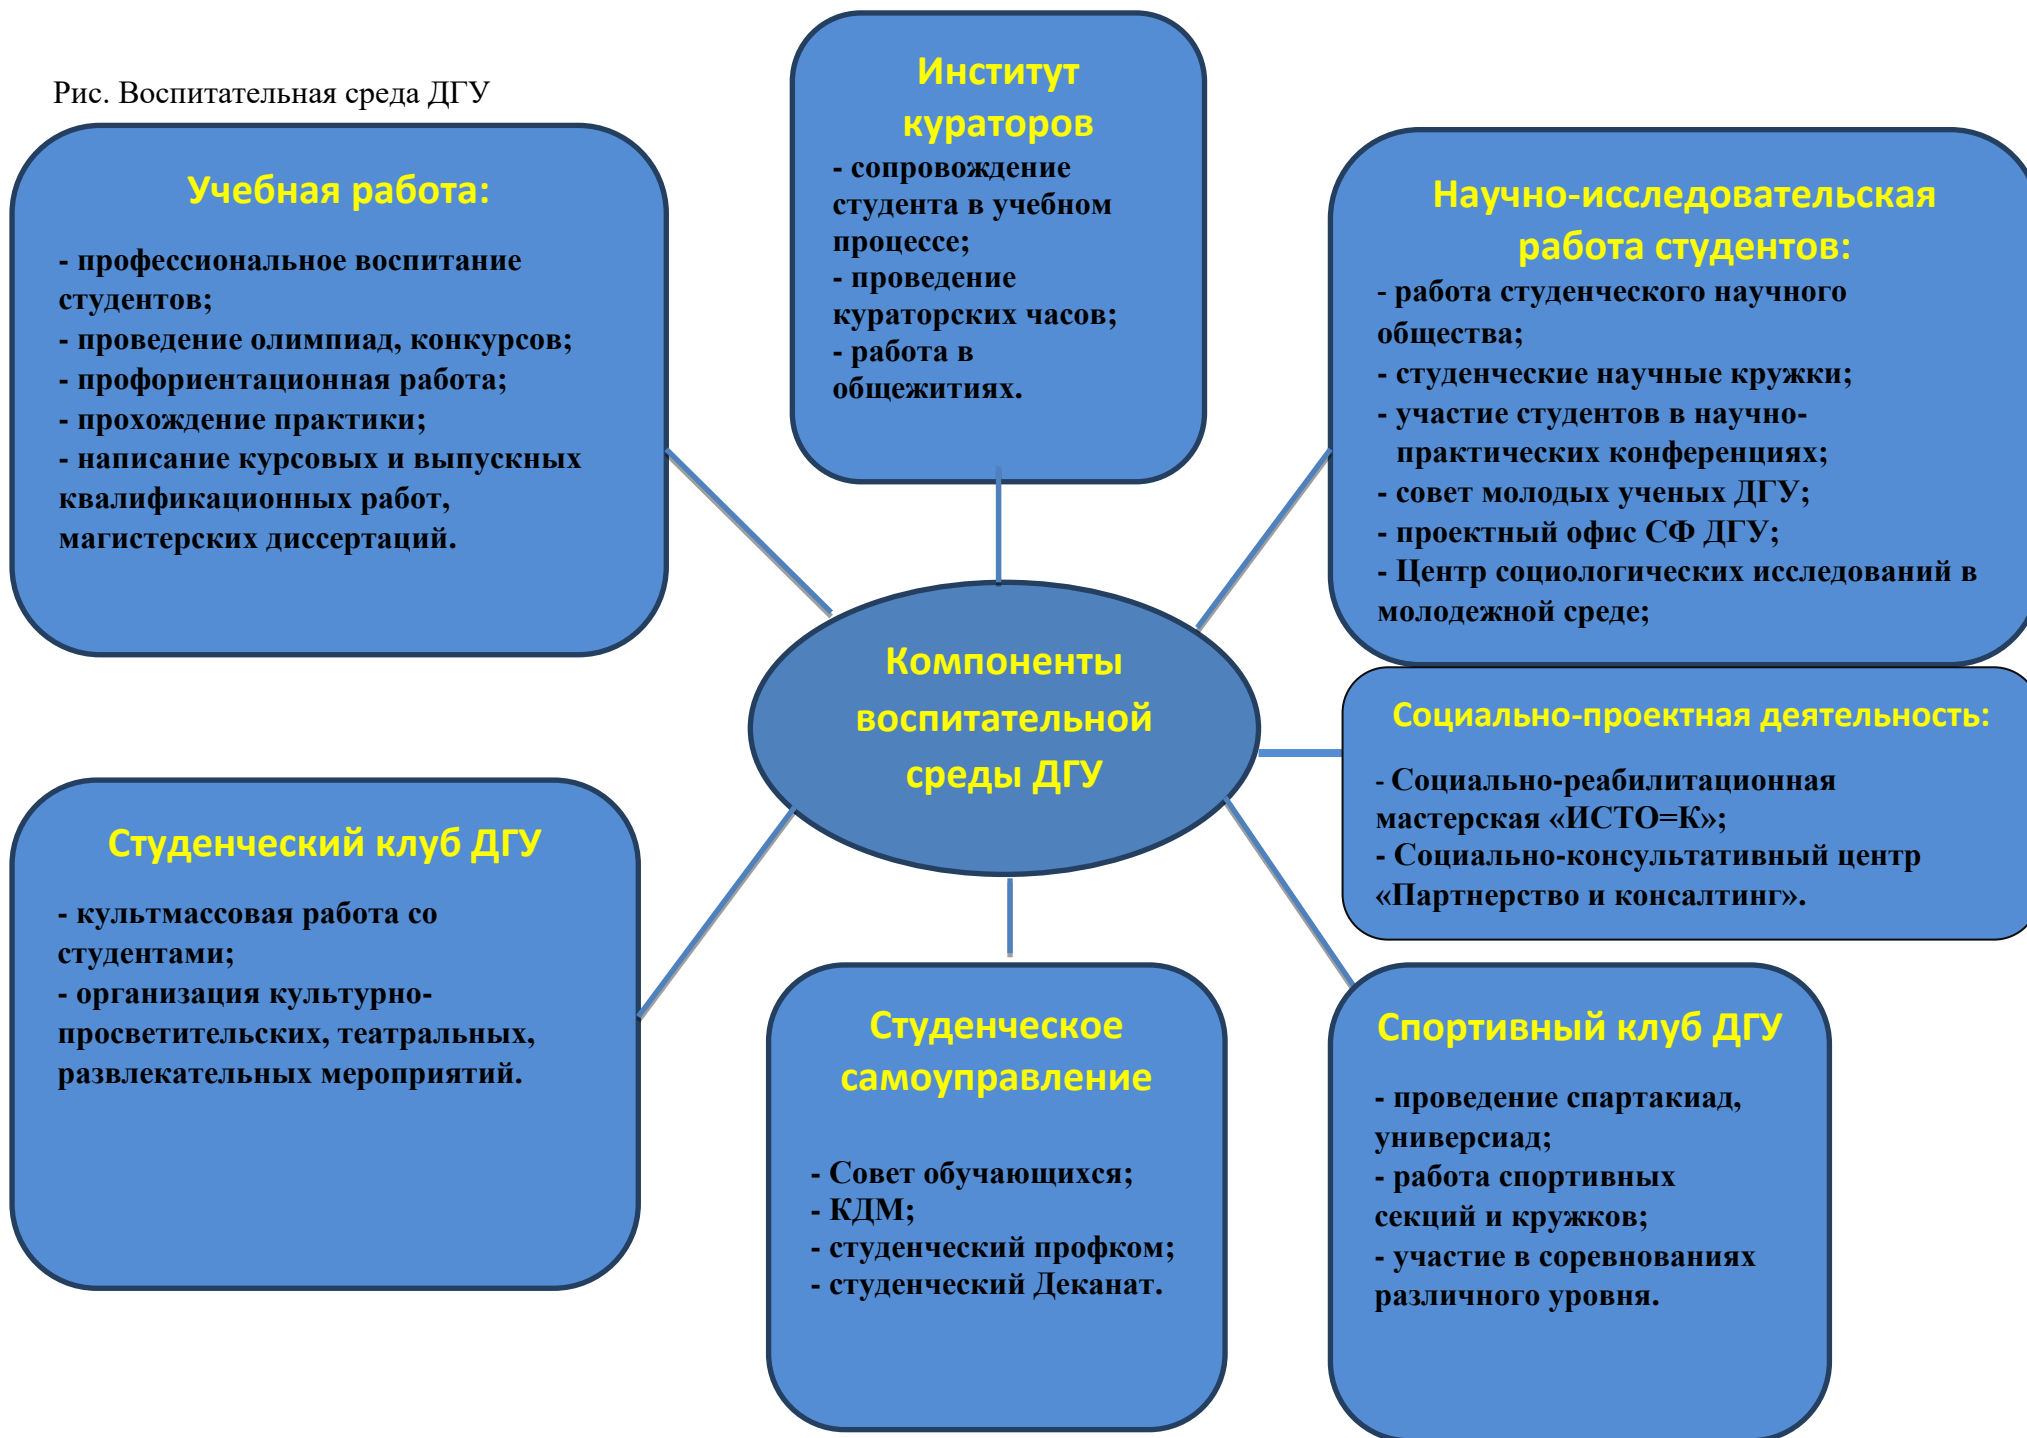 Рис. Воспитательная среда ДГУ
Учебная работа:
- профессиональное воспитание
студентов;
- проведение олимпиад, конкурсов;
- профориентационная работа;
- прохождение практики;
- написание курсовых и выпускных
квалификационных работ,
магистерских диссертаций.
Институт
кураторов
- сопровождение
студента в учебном
процессе;
- проведение
кураторских часов;
- работа в
общежитиях.
Научно-исследовательская
работа студентов:
- работа студенческого научного
общества;
- студенческие научные кружки;
- участие студентов в научно-
практических конференциях;
- совет молодых ученых ДГУ;
- проектный офис СФ ДГУ;
- Центр социологических исследований в
молодежной среде;
Компоненты
воспитательной
среды ДГУ
Социально-проектная деятельность:
- Социально-реабилитационная
мастерская «ИСТО=К»;
- Социально-консультативный центр
«Партнерство и консалтинг».
Студенческий клуб ДГУ
- культмассовая работа со
студентами;
- организация культурно-
просветительских, театральных,
развлекательных мероприятий.
Студенческое
самоуправление
- Совет обучающихся;
- КДМ;
- студенческий профком;
- студенческий Деканат.
Спортивный клуб ДГУ
- проведение спартакиад,
универсиад;
- работа спортивных
секций и кружков;
- участие в соревнованиях
различного уровня.